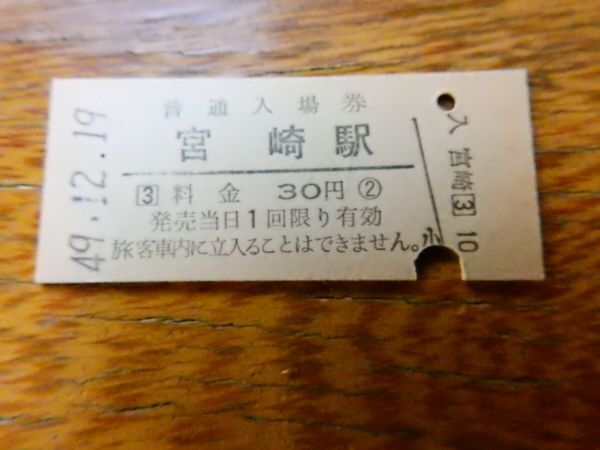 49.12.19
普通入場券
宮崎駅
3 料金 30円 ②
発売当日1回限り有効
旅客車内に立入ることはできません。
入 宮崎 3 10
小